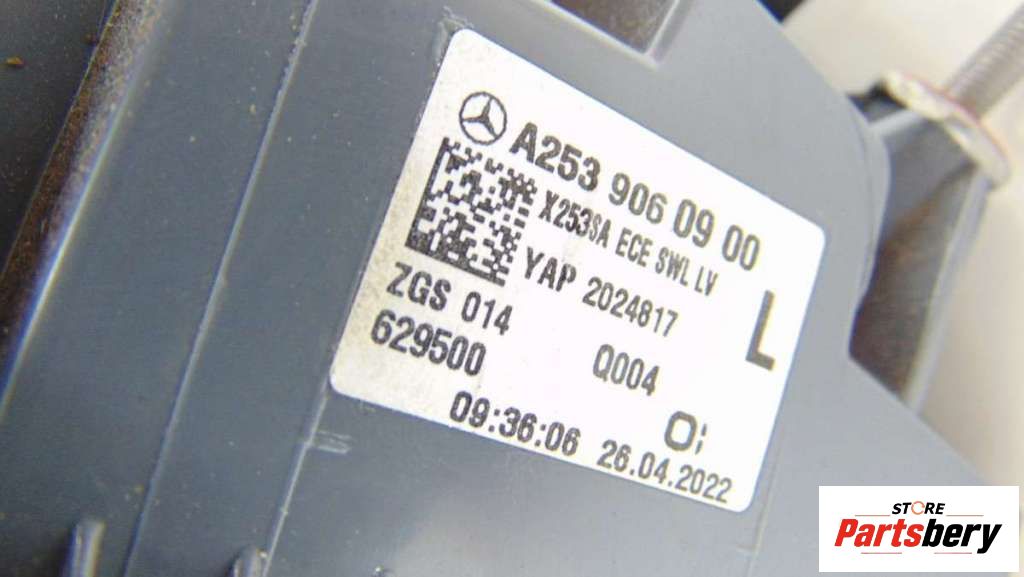 A253 906 09 00
X253SA ECE SWL LV
YAP 2024817
L
ZGS 014
629500
Q004
O;
09:36:06 26.04.2022
STORE
Partsbery